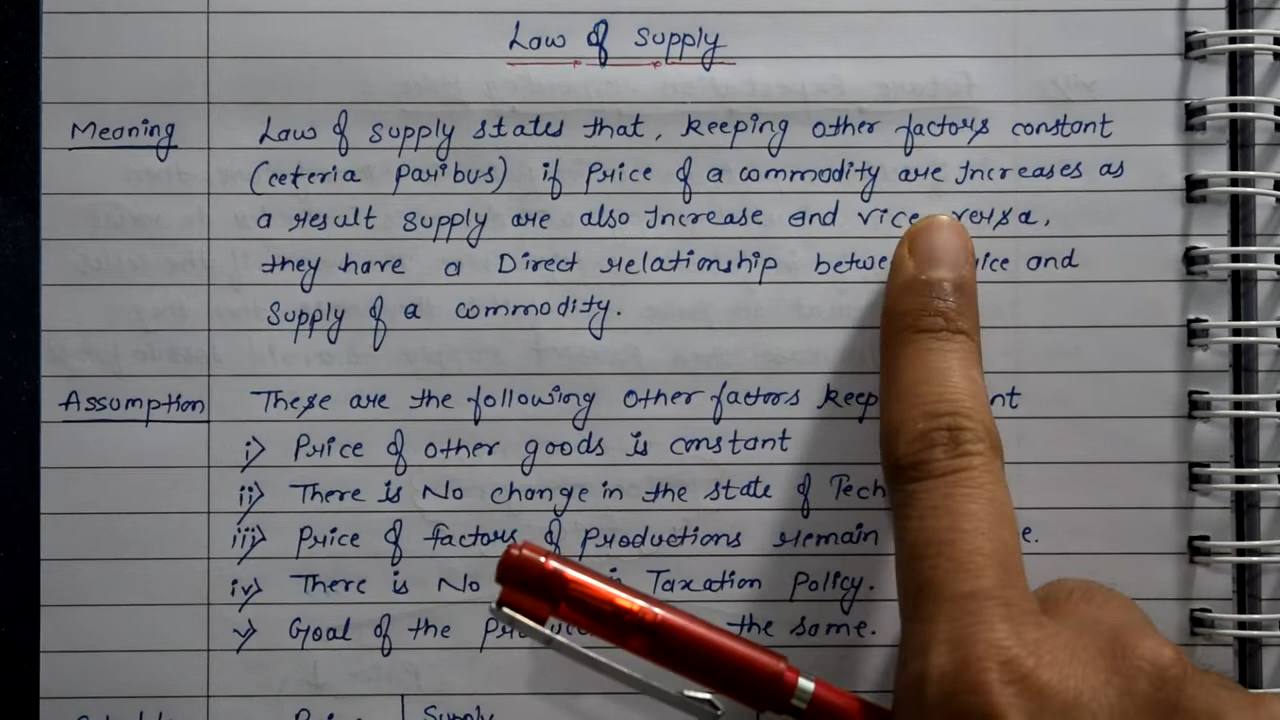 Law of Supply
Meaning Law of Supply states that, keeping other factors constant
(ceteria Paribus) if Price of a commodity are Increases as
a result supply are also Increase and vice versa,
they have a Direct relationship and
Supply of a commodity.
Assumption These are the following other factors
i) Price of other goods is constant
ii) There is No change in the state of
iii) Price of factors of Productions remain
iv) There is No Taxation Policy.
v) Goal of the the same.
Price Supply